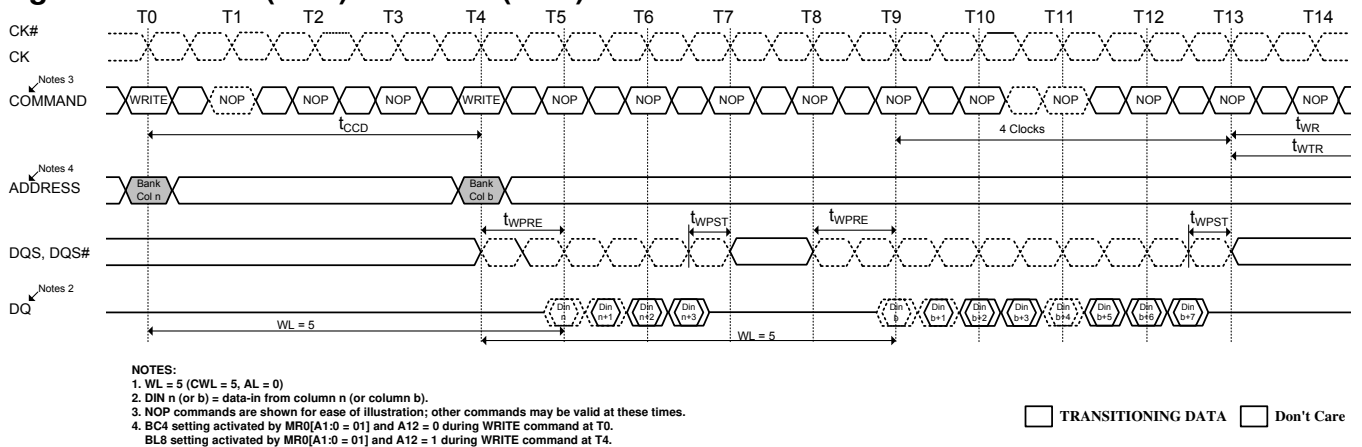 T0 T1 T2 T3 T4 T5 T6 T7 T8 T9 T10 T11 T12 T13 T14
CK#
CK
Notes 3
COMMAND
WRITE NOP NOP NOP WRITE NOP NOP NOP NOP NOP NOP NOP NOP NOP NOP
tCCD
4 Clocks
tWR
tWTR
Notes 4
ADDRESS
Bank Col n
Bank Col b
tWPRE
tWPST
tWPRE
tWPST
DQS, DQS#
Notes 2
DQ
Din n
Din n+1
Din n+2
Din n+3
Din b
Din b+1
Din b+2
Din b+3
Din b+4
Din b+5
Din b+6
Din b+7
WL = 5
WL = 5
NOTES:
1. WL = 5 (CWL = 5, AL = 0)
2. DIN n (or b) = data-in from column n (or column b).
3. NOP commands are shown for ease of illustration; other commands may be valid at these times.
4. BC4 setting activated by MR0[A1:0 = 01] and A12 = 0 during WRITE command at T0.
BL8 setting activated by MR0[A1:0 = 01] and A12 = 1 during WRITE command at T4.
TRANSITIONING DATA
Don't Care